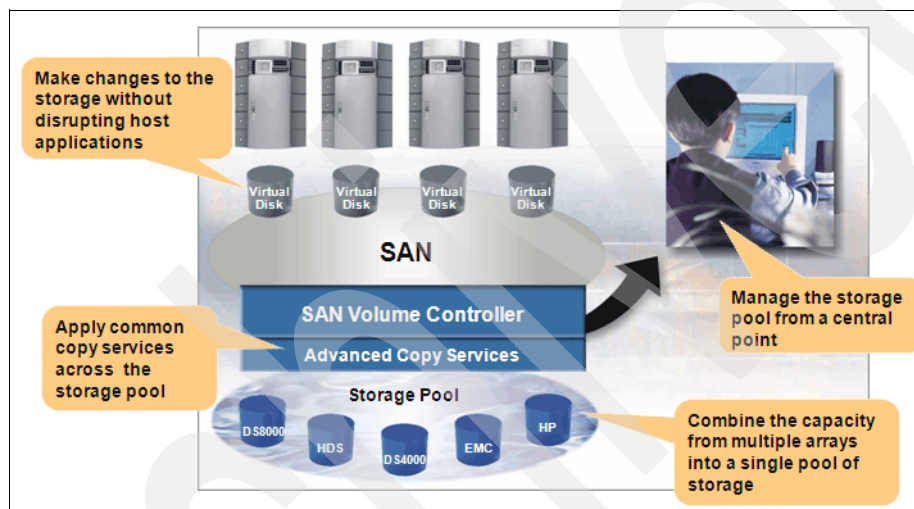 Make changes to the
storage without
disrupting host
applications
Virtual
Disk
Virtual
Disk
Virtual
Disk
Virtual
Disk
SAN
SAN Volume Controller
Advanced Copy Services
Apply common
copy services
across the
storage pool
Storage Pool
DS8000
HDS
DS4000
EMC
HP
Manage the storage
pool from a central
point
Combine the capacity
from multiple arrays
into a single pool of
storage